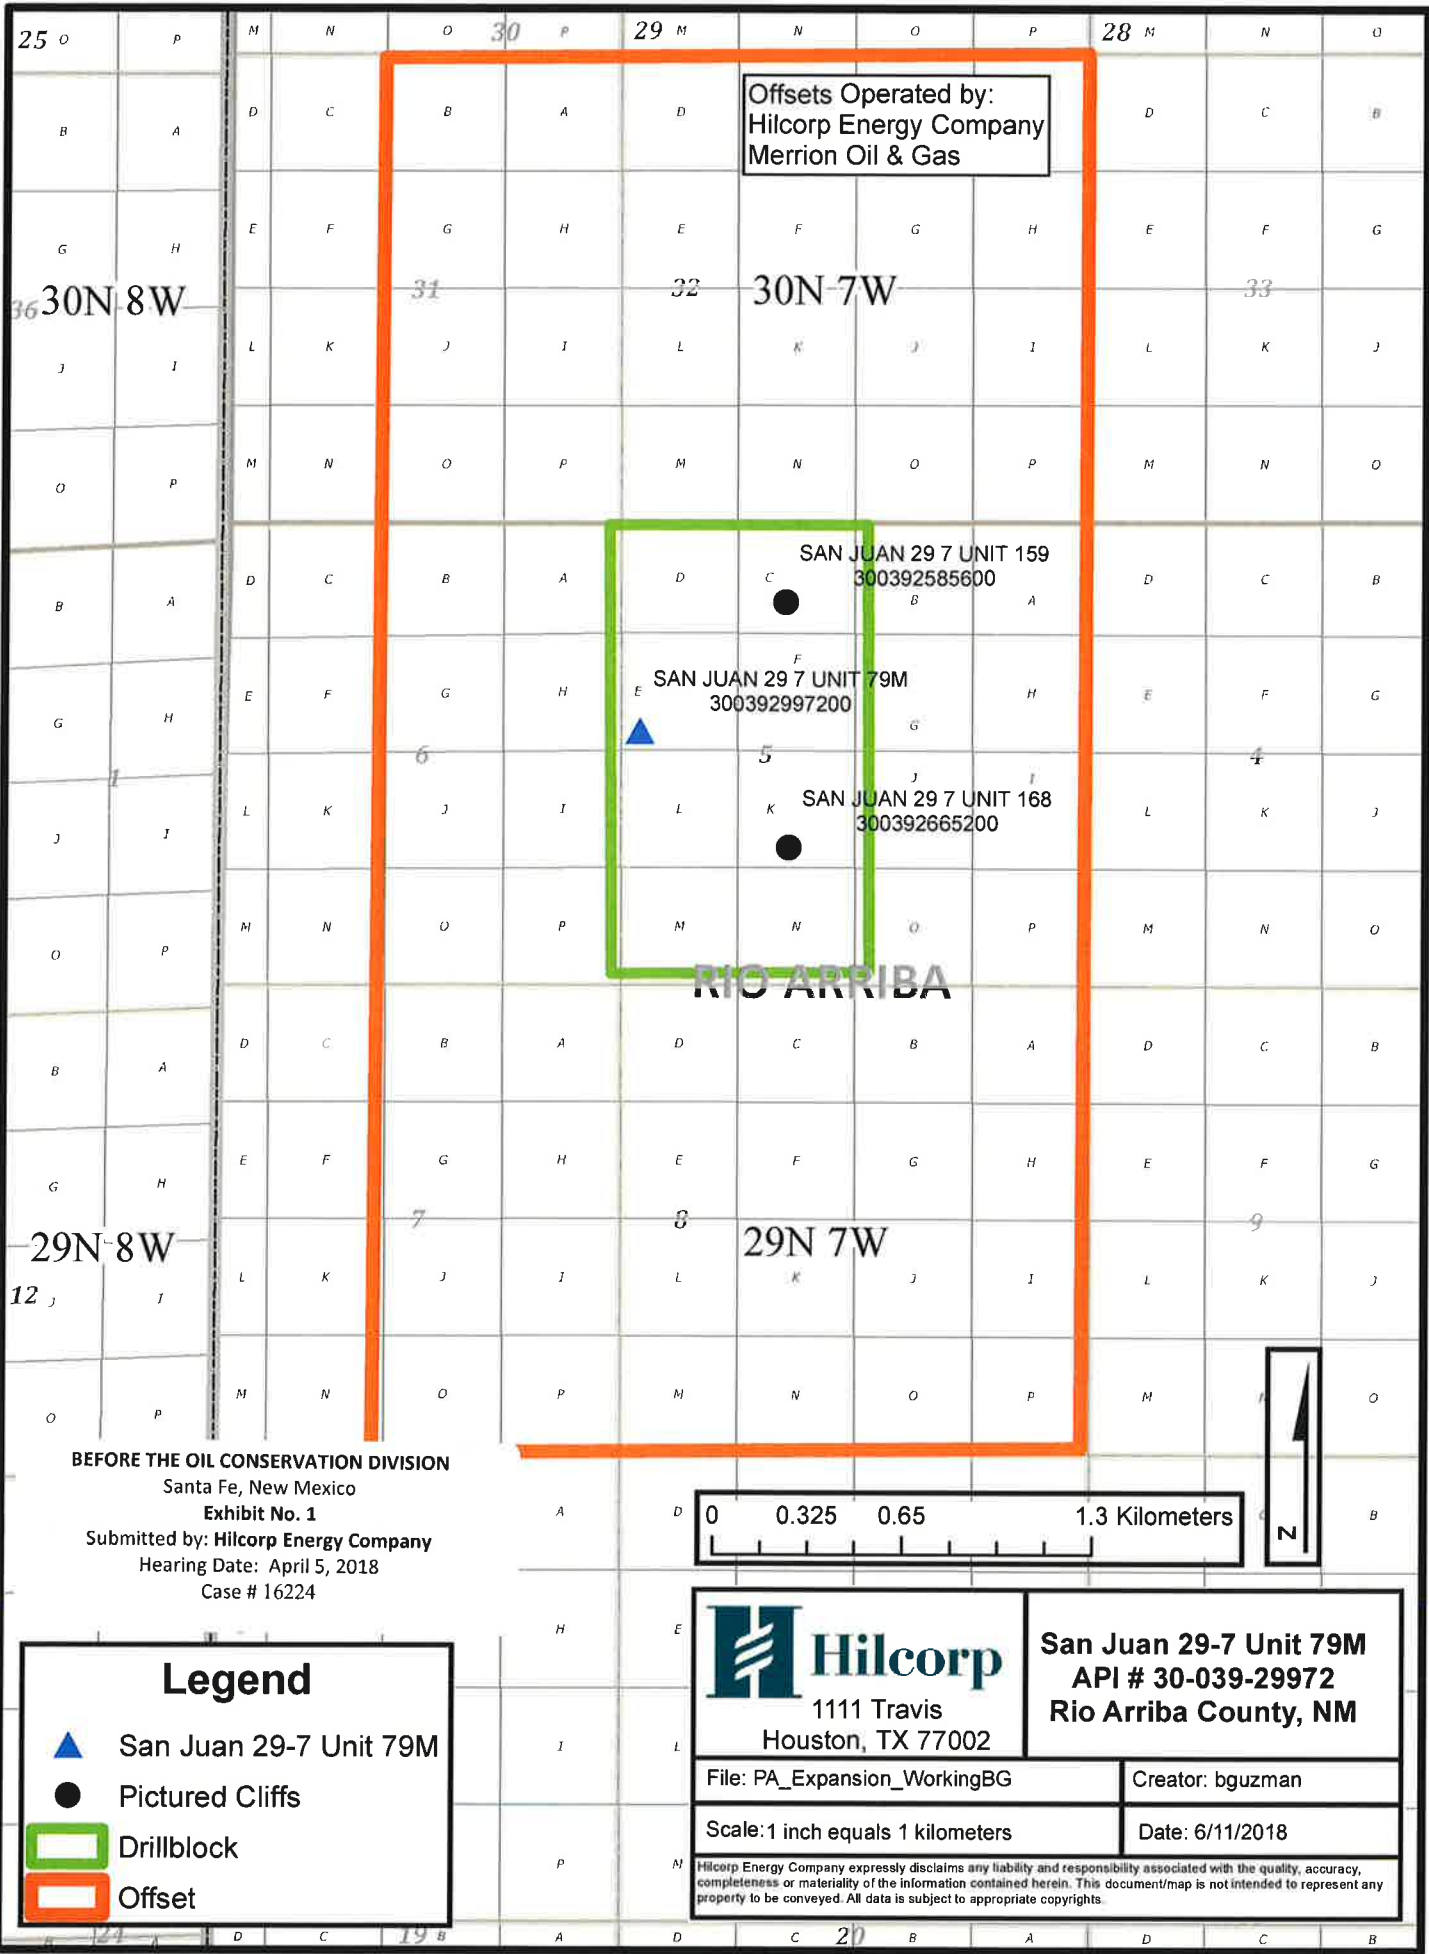 25 O P M N O 30 P 29 M N O P 28 M N O
Offsets Operated by:
Hilcorp Energy Company
Merrion Oil & Gas
B A D C B A D D C B
G H E F G H E F G H E F G
36 30N 8W 31 32 30N 7W 33
J I L K J I L K J I L K J
O P M N O P M N O P M N O
SAN JUAN 29 7 UNIT 159
300392585600
B A D C B A D C B A D C B
F
SAN JUAN 29 7 UNIT 79M
300392997200
G H E F G H E G H E F G
1 6 5 4
J I L K J I L K J I L K J
SAN JUAN 29 7 UNIT 168
300392665200
O P M N O P M N O P M N O
RIO ARRIBA
B A D C B A D C B A D C B
G H E F G H E F G H E F G
29N 8W 7 8 29N 7W 9
12 J I L K J I L K J I L K J
O P M N O P M N O P M O
BEFORE THE OIL CONSERVATION DIVISION
Santa Fe, New Mexico
Exhibit No. 1
Submitted by: Hilcorp Energy Company
Hearing Date: April 5, 2018
Case # 16224
A D B
0 0.325 0.65 1.3 Kilometers
N
H E
I L
P M
Legend
San Juan 29-7 Unit 79M
Pictured Cliffs
Drillblock
Offset
Hilcorp
1111 Travis
Houston, TX 77002
San Juan 29-7 Unit 79M
API # 30-039-29972
Rio Arriba County, NM
File: PA_Expansion_WorkingBG
Creator: bguzman
Scale: 1 inch equals 1 kilometers
Date: 6/11/2018
Hilcorp Energy Company expressly disclaims any liability and responsibility associated with the quality, accuracy,
completeness or materiality of the information contained herein. This document/map is not intended to represent any
property to be conveyed. All data is subject to appropriate copyrights.
24 D C 19 B A D C 20 B A D C B